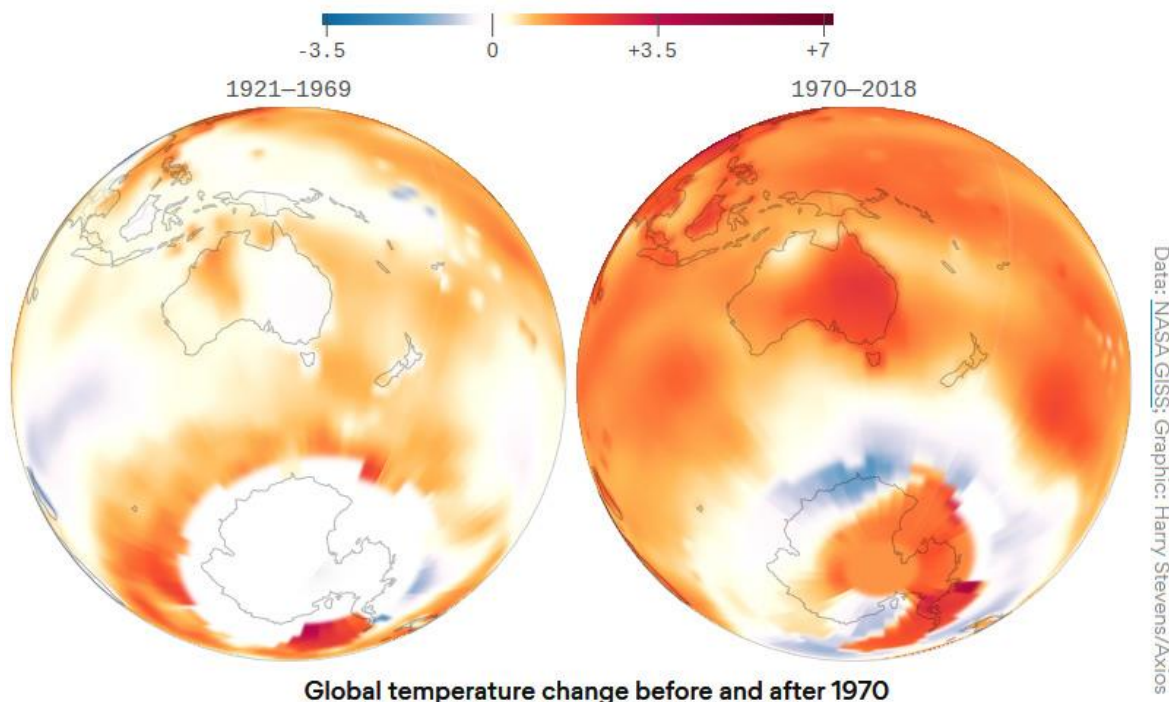 -3.5 0 +3.5 +7
1921—1969 1970—2018
Data: NASA GISS; Graphic: Harry Stevens/Axios
Global temperature change before and after 1970